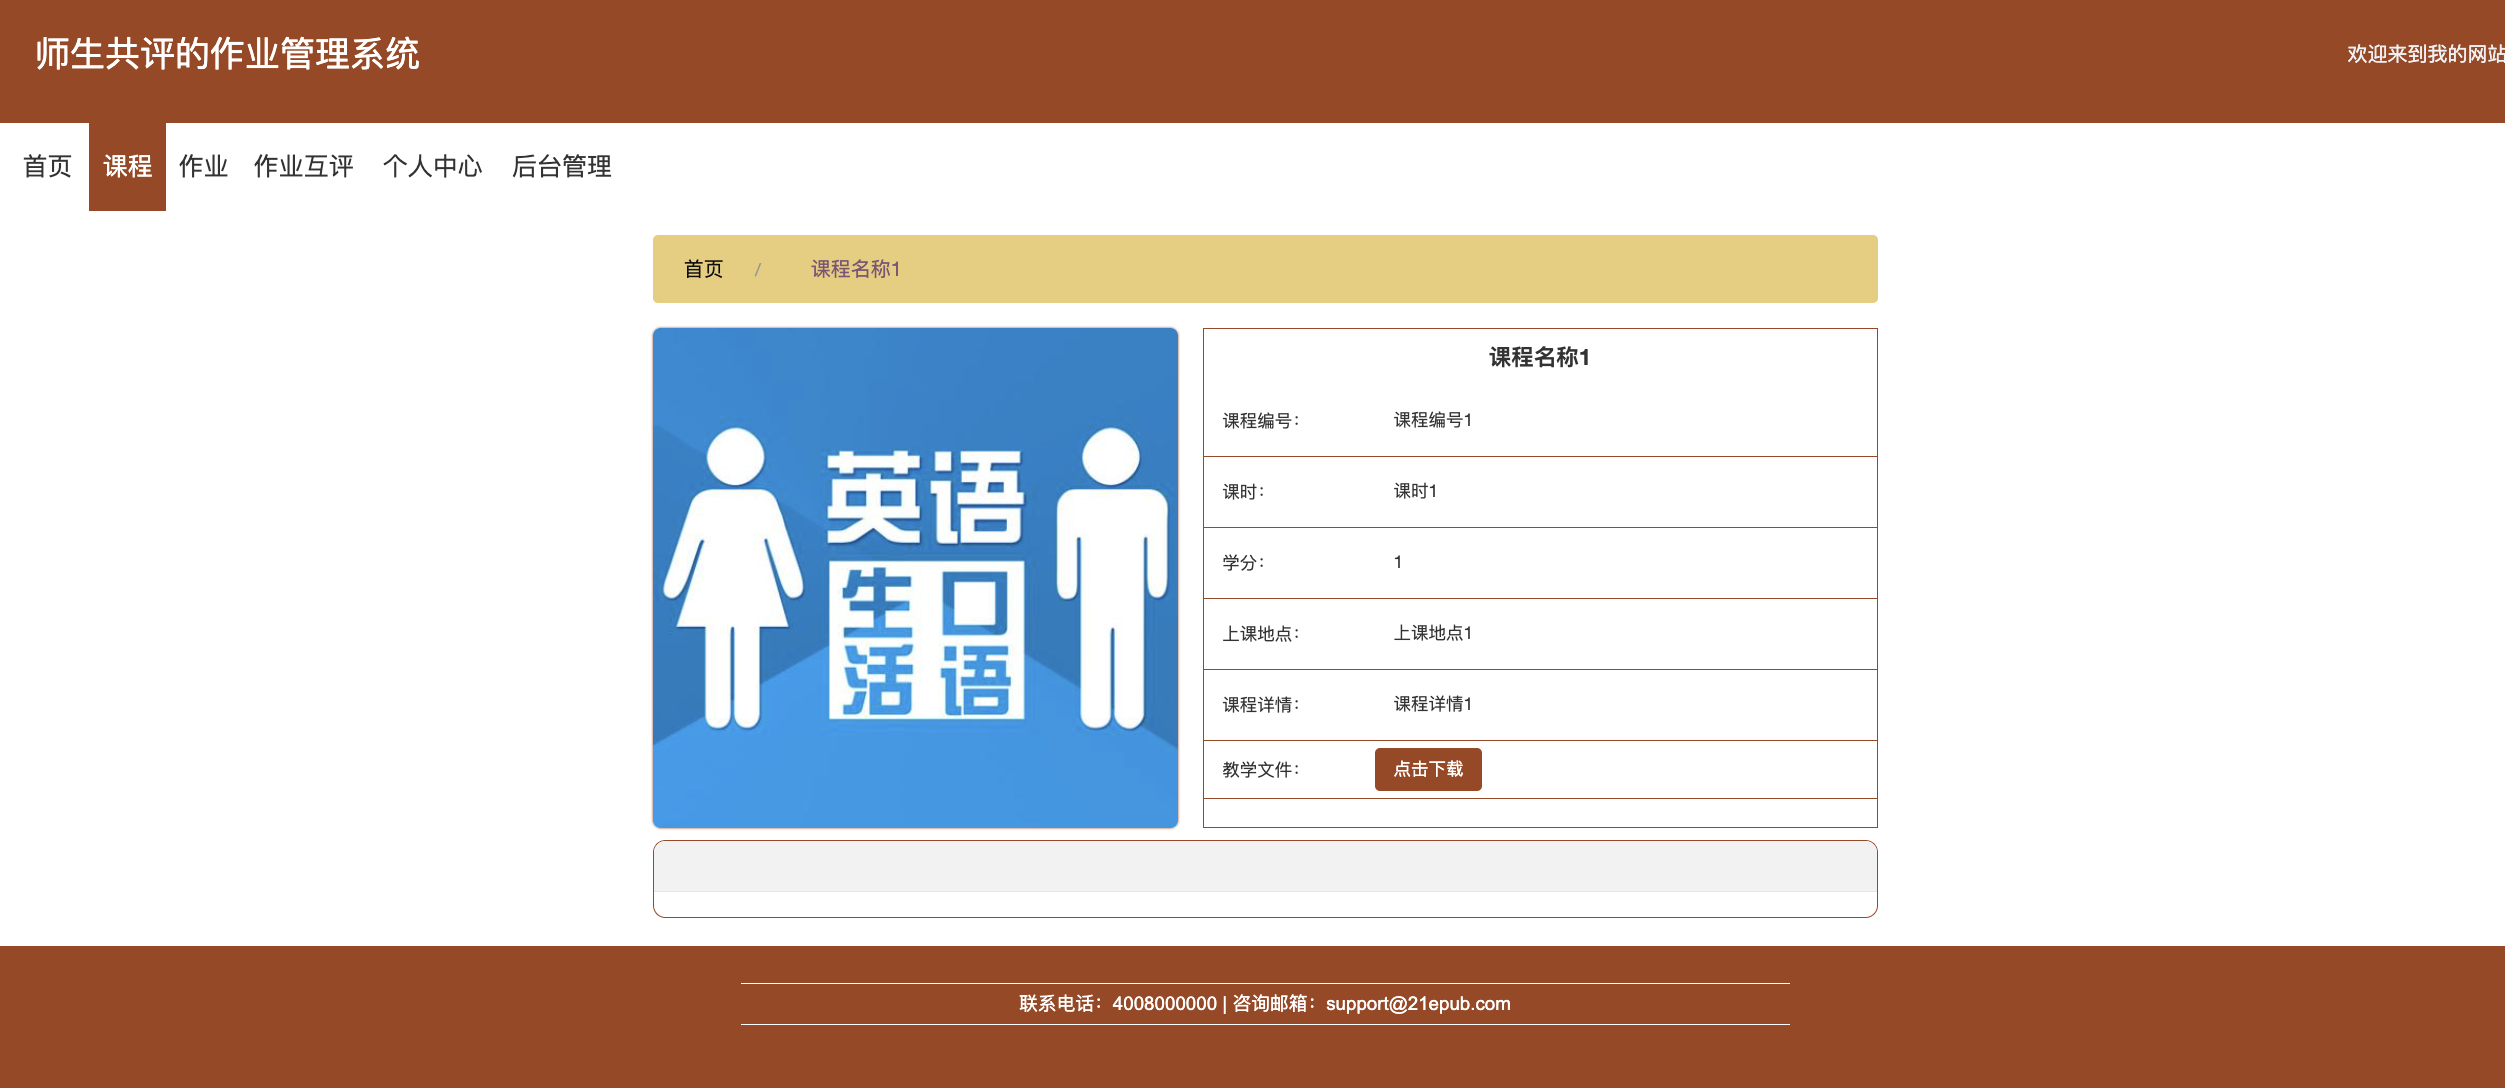 师生共评的作业管理系统
欢迎来到我的网站
首页 课程 作业 作业互评 个人中心 后台管理
首页 / 课程名称1
英语
生活
口语
课程名称1
课程编号： 课程编号1
课时： 课时1
学分： 1
上课地点： 上课地点1
课程详情： 课程详情1
教学文件： 点击下载
联系电话：4008000000 | 咨询邮箱：support@21epub.com